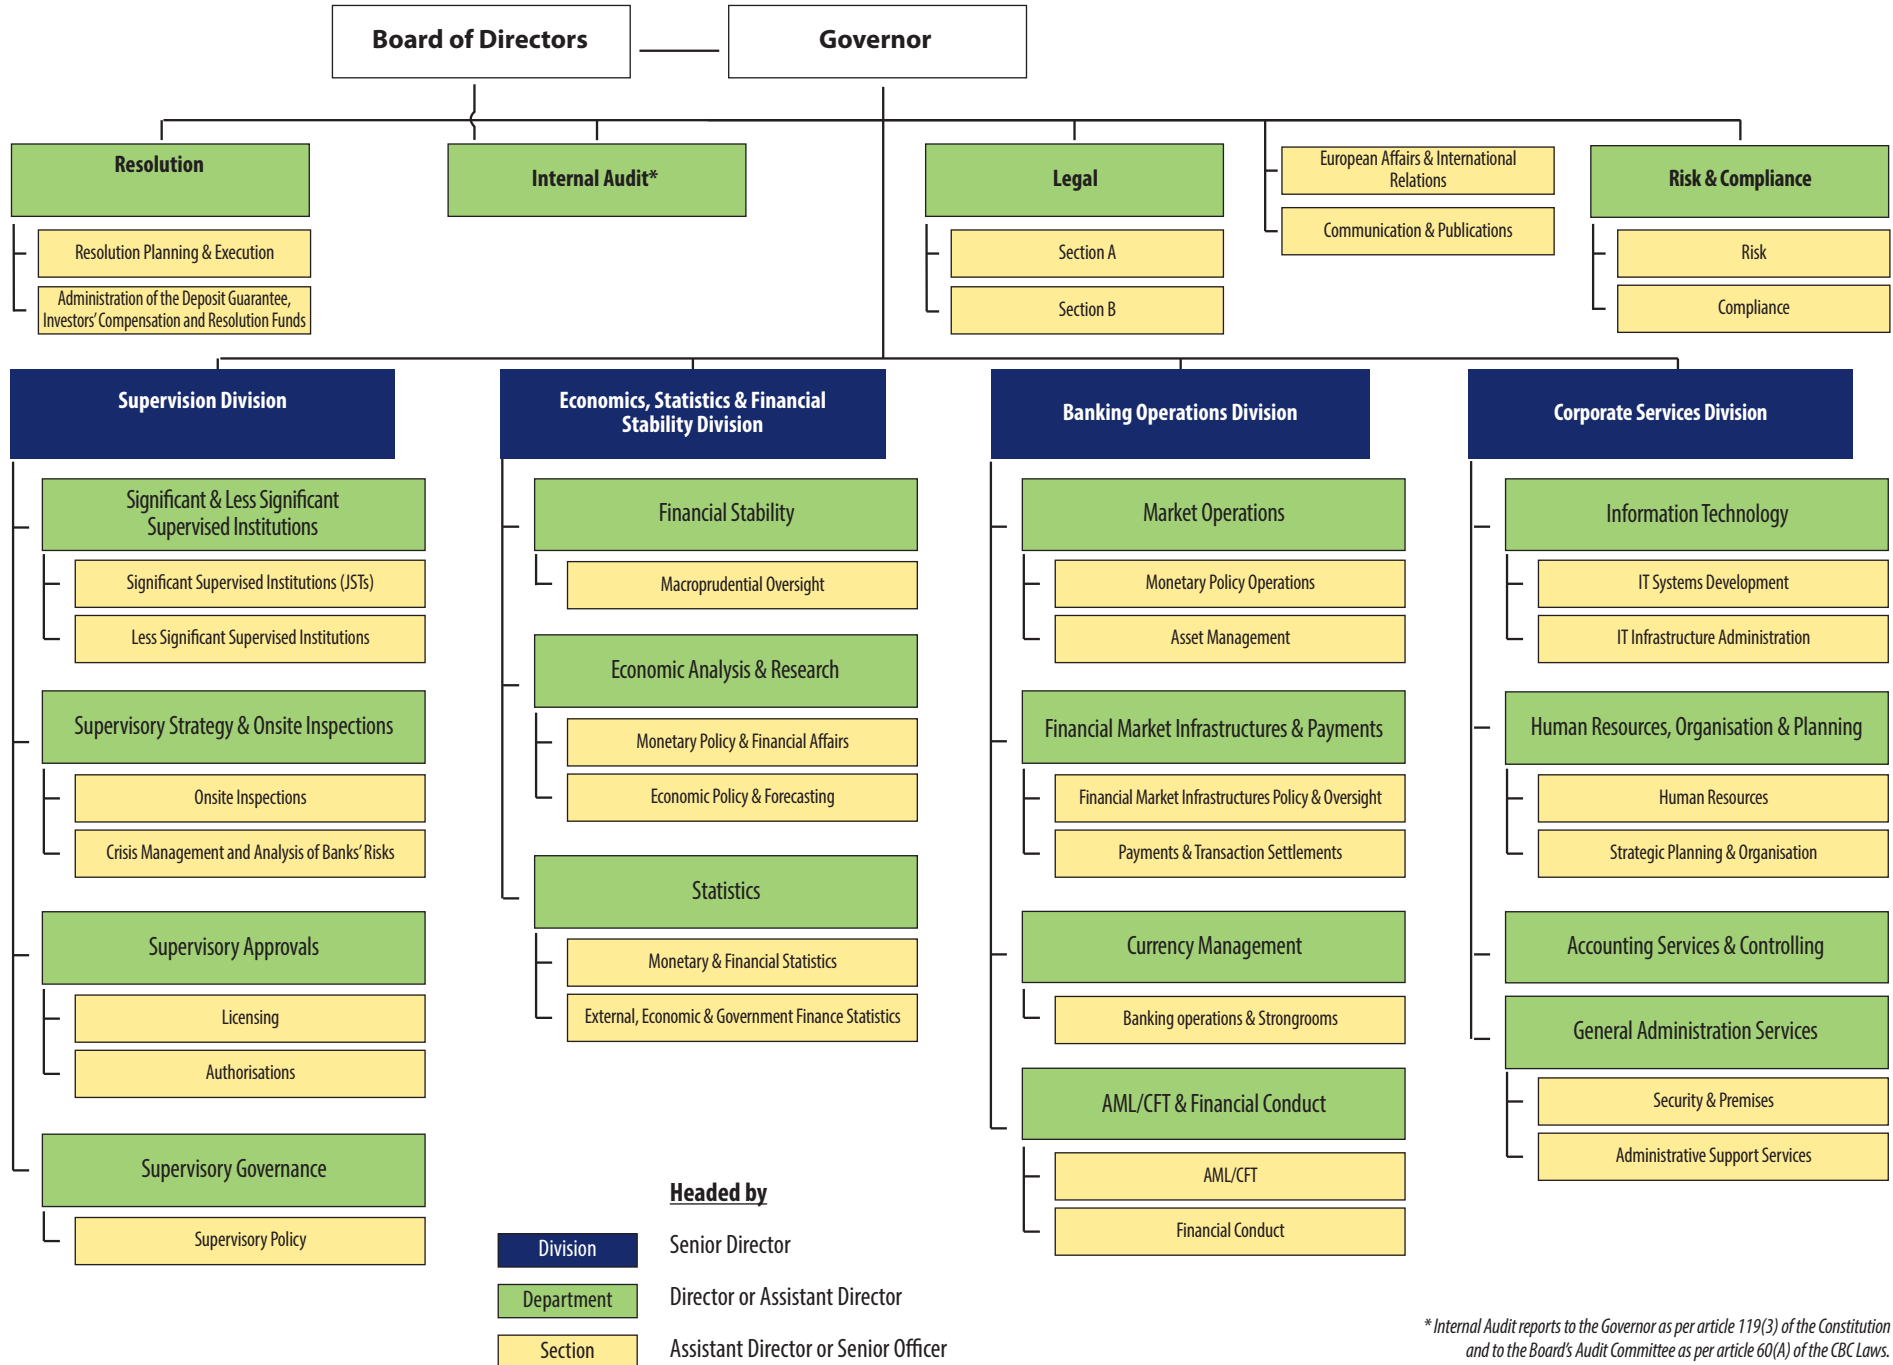 Board of Directors
Governor
Resolution
Resolution Planning & Execution
Administration of the Deposit Guarantee,
Investors' Compensation and Resolution Funds
Internal Audit*
Legal
Section A
Section B
European Affairs & International
Relations
Communication & Publications
Risk & Compliance
Risk
Compliance
Supervision Division
Significant & Less Significant
Supervised Institutions
Significant Supervised Institutions (JSTs)
Less Significant Supervised Institutions
Supervisory Strategy & Onsite Inspections
Onsite Inspections
Crisis Management and Analysis of Banks' Risks
Supervisory Approvals
Licensing
Authorisations
Supervisory Governance
Supervisory Policy
Economics, Statistics & Financial
Stability Division
Financial Stability
Macroprudential Oversight
Economic Analysis & Research
Monetary Policy & Financial Affairs
Economic Policy & Forecasting
Statistics
Monetary & Financial Statistics
External, Economic & Government Finance Statistics
Banking Operations Division
Market Operations
Monetary Policy Operations
Asset Management
Financial Market Infrastructures & Payments
Financial Market Infrastructures Policy & Oversight
Payments & Transaction Settlements
Currency Management
Banking operations & Strongrooms
AML/CFT & Financial Conduct
AML/CFT
Financial Conduct
Corporate Services Division
Information Technology
IT Systems Development
IT Infrastructure Administration
Human Resources, Organisation & Planning
Human Resources
Strategic Planning & Organisation
Accounting Services & Controlling
General Administration Services
Security & Premises
Administrative Support Services
Headed by
Division Senior Director
Department Director or Assistant Director
Section Assistant Director or Senior Officer
* Internal Audit reports to the Governor as per article 119(3) of the Constitution
and to the Board's Audit Committee as per article 60(A) of the CBC Laws.